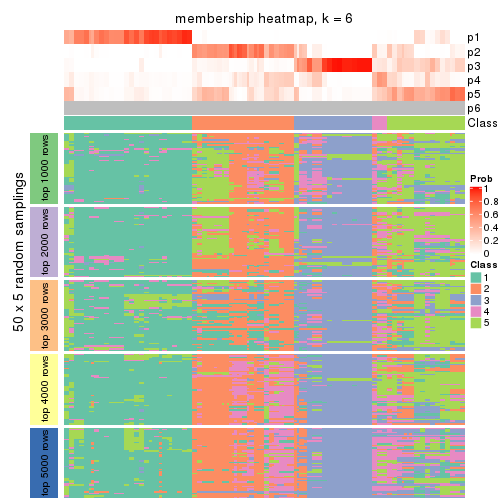 membership heatmap, k = 6
p1
p2
p3
p4
p5
p6
Class
50 x 5 random samplings
top 1000 rows
top 2000 rows
top 3000 rows
top 4000 rows
top 5000 rows
Prob
1
0.8
0.6
0.4
0.2
0
Class
1
2
3
4
5